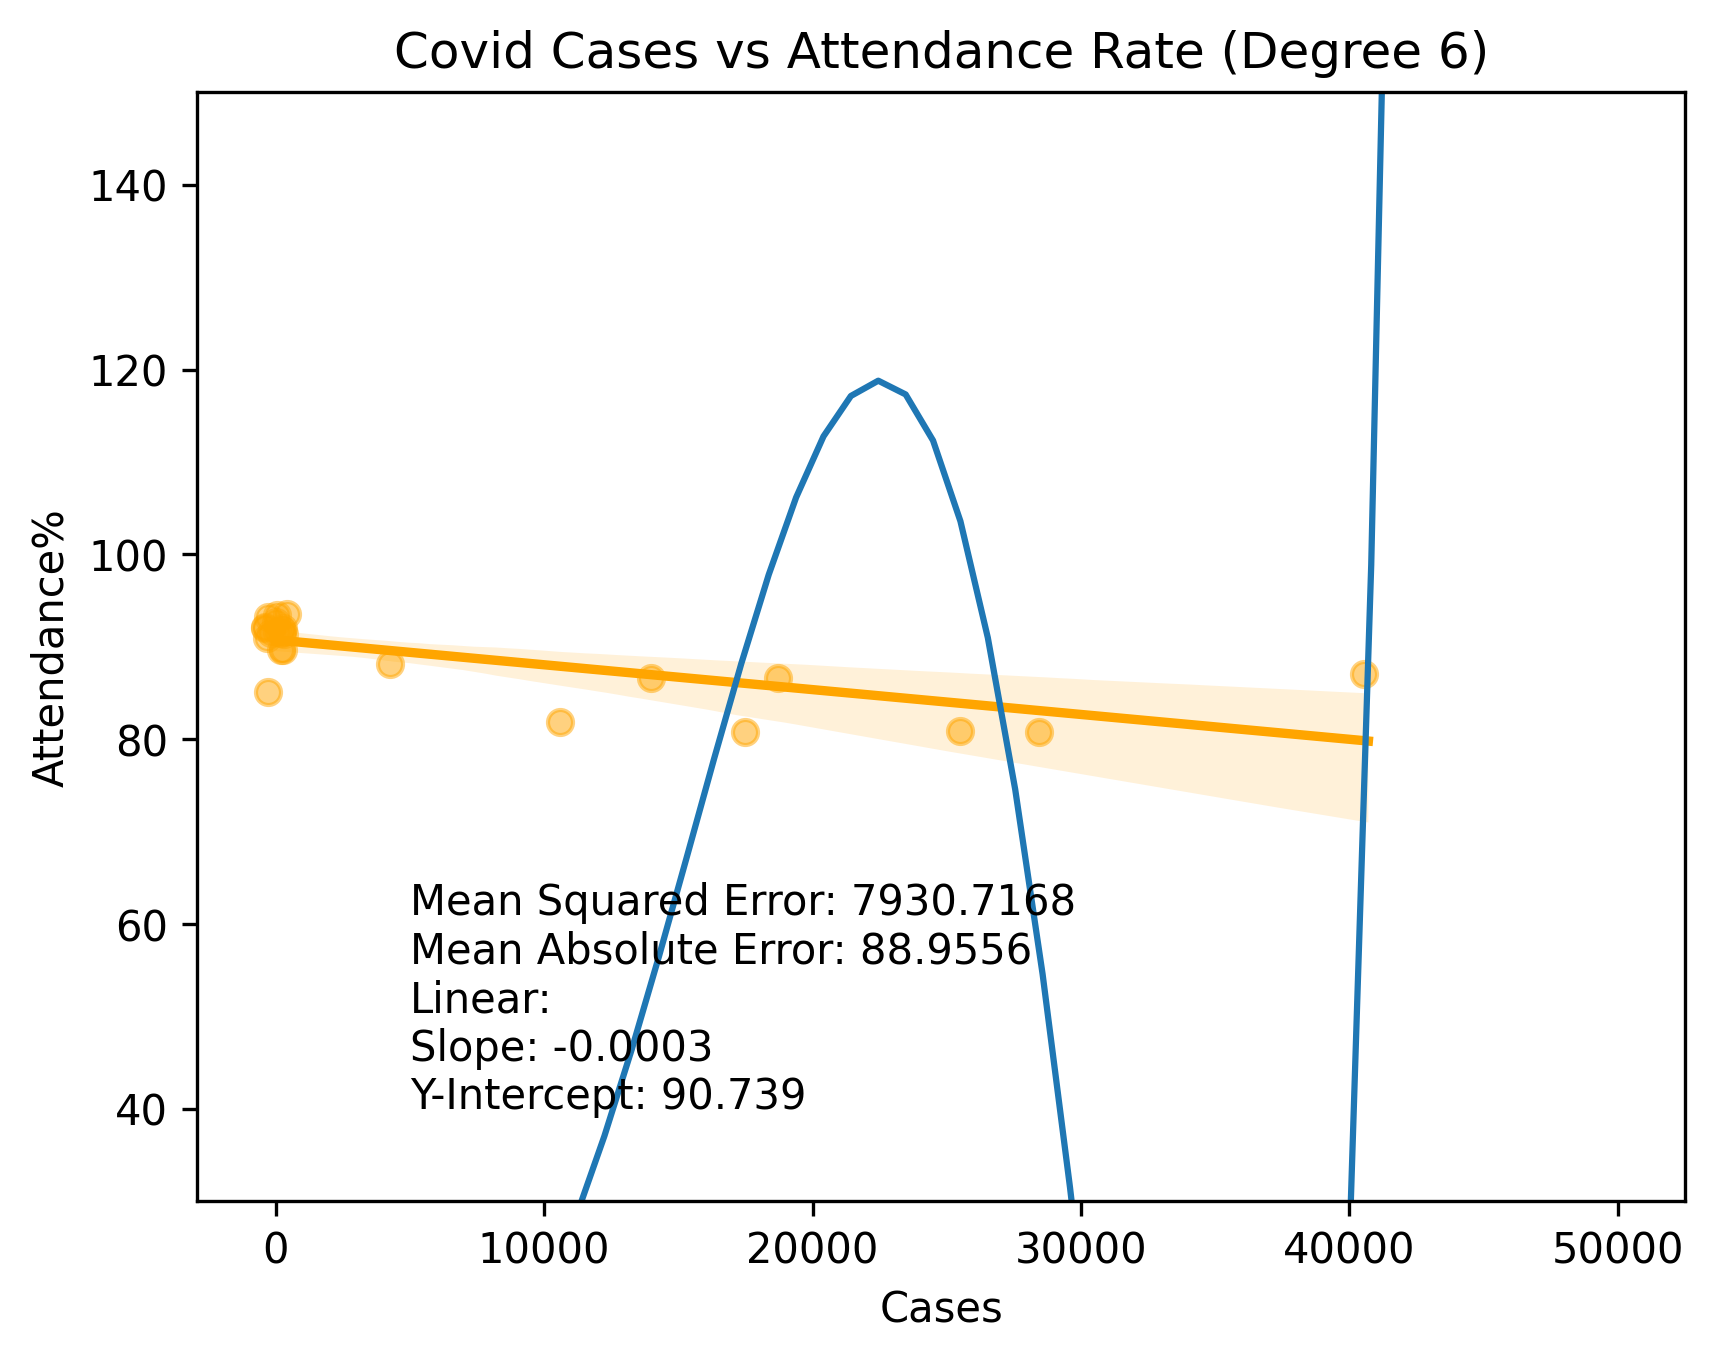 Covid Cases vs Attendance Rate (Degree 6)
140
120
100
80
60
40
Attendance%
Mean Squared Error: 7930.7168
Mean Absolute Error: 88.9556
Linear:
Slope: -0.0003
Y-Intercept: 90.739
0 10000 20000 30000 40000 50000
Cases